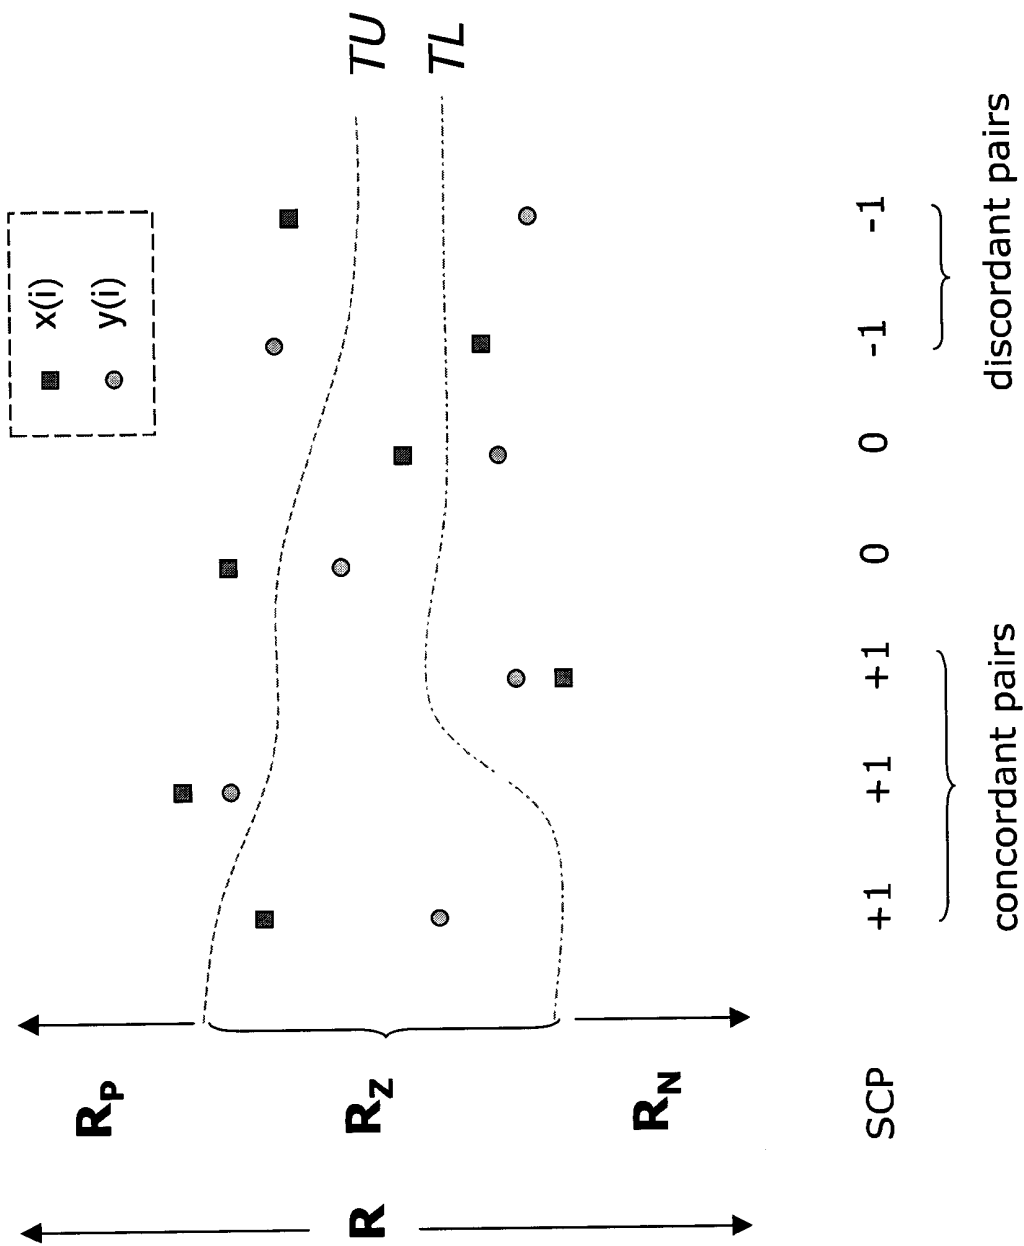 x(i)
y(i)
TU
TL
R
R_P
R_Z
R_N
SCP +1 +1 +1 0 0 -1 -1
concordant pairs discordant pairs